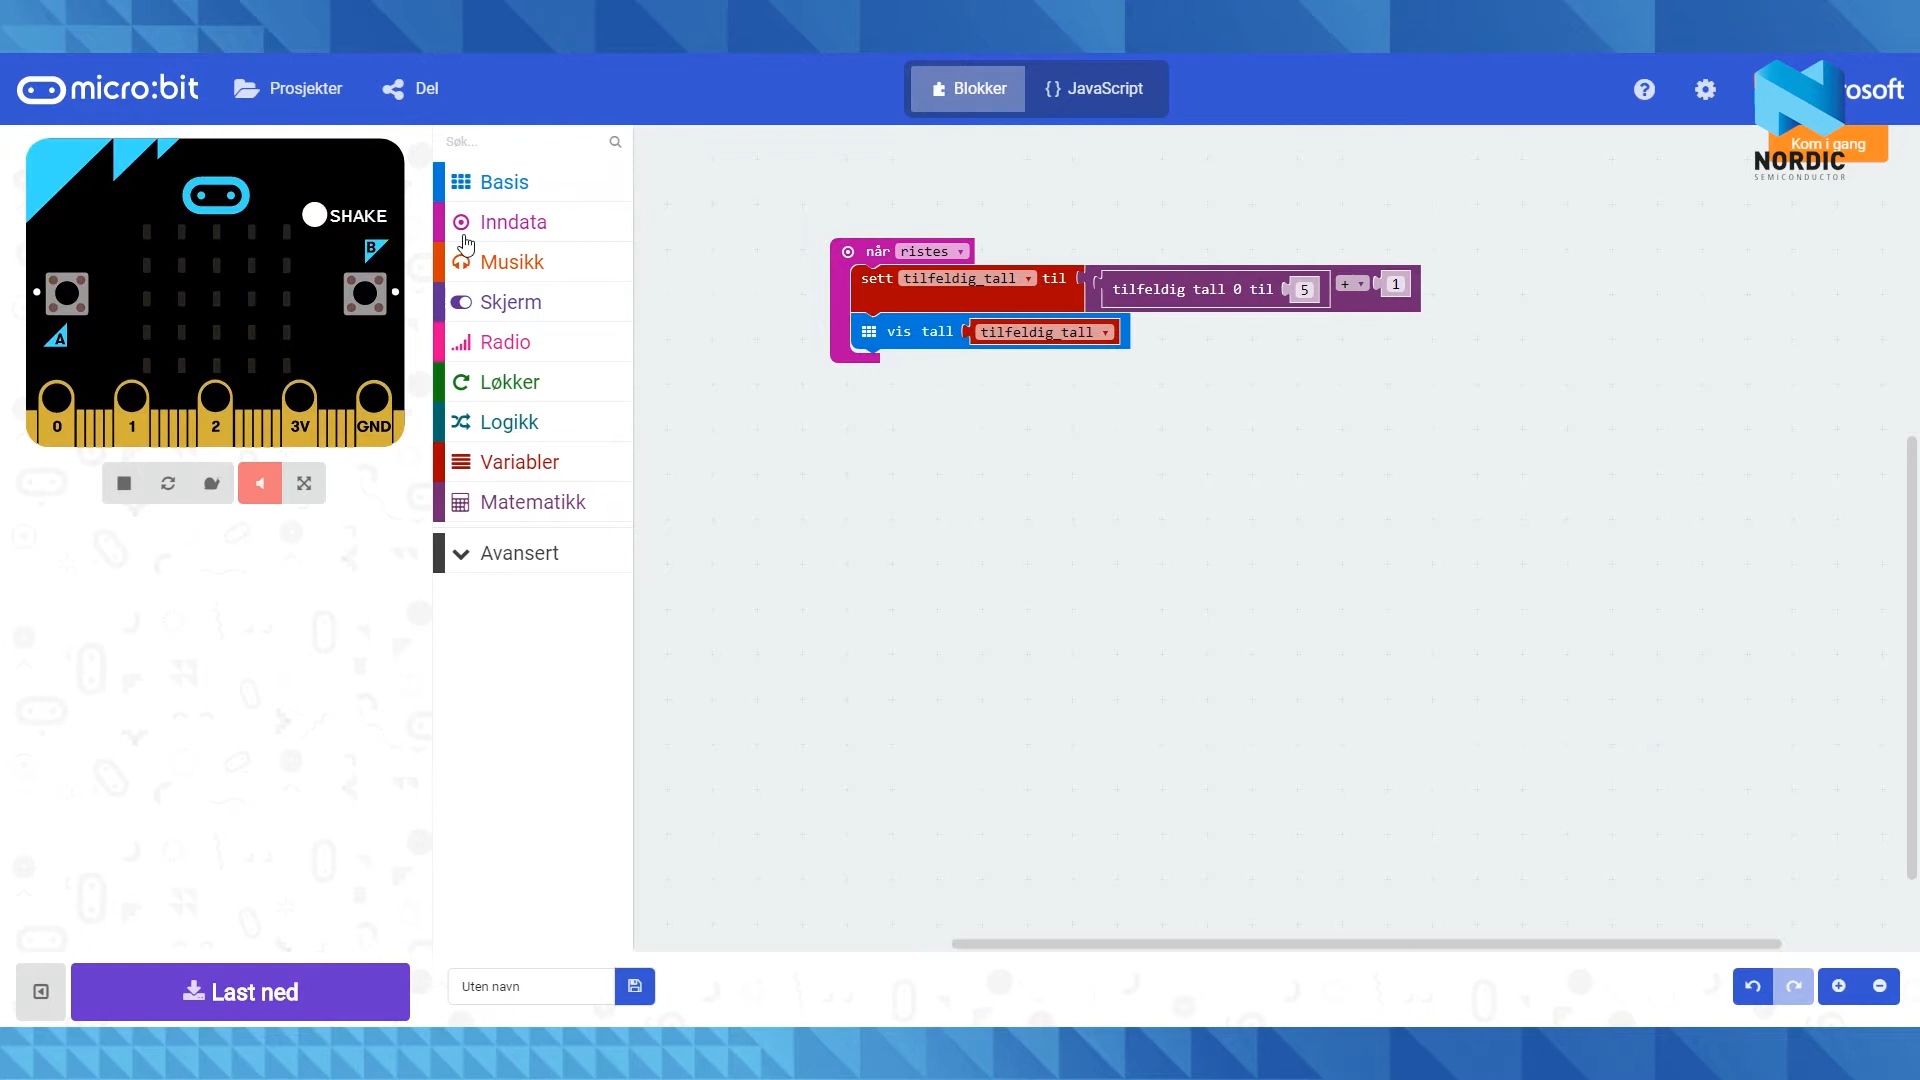 micro:bit
Prosjekter
Del
Blokker
{ } JavaScript
?
osoft
Kom i gang
NORDIC
SEMICONDUCTOR
SHAKE
B
A
0 1 2 3V GND
Søk...
Basis
Inndata
Musikk
Skjerm
Radio
Løkker
Logikk
Variabler
Matematikk
Avansert
når ristes
sett tilfeldig_tall til tilfeldig tall 0 til 5 + 1
vis tall tilfeldig_tall
Last ned
Uten navn